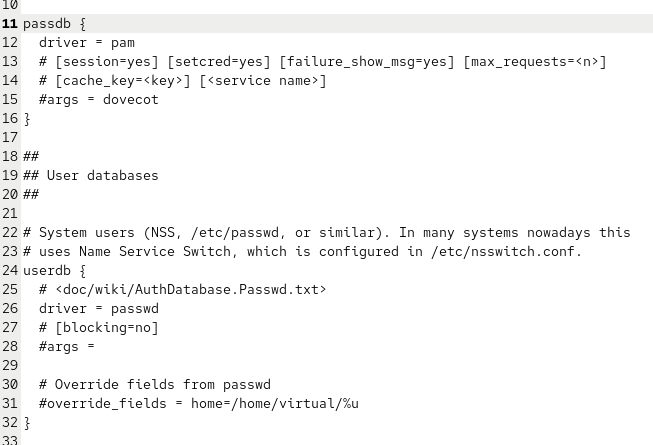 10
11 passdb {
12   driver = pam
13   # [session=yes] [setcred=yes] [failure_show_msg=yes] [max_requests=<n>]
14   # [cache_key=<key>] [<service name>]
15   #args = dovecot
16 }
17
18 ##
19 ## User databases
20 ##
21
22 # System users (NSS, /etc/passwd, or similar). In many systems nowadays this
23 # uses Name Service Switch, which is configured in /etc/nsswitch.conf.
24 userdb {
25   # <doc/wiki/AuthDatabase.Passwd.txt>
26   driver = passwd
27   # [blocking=no]
28   #args =
29
30   # Override fields from passwd
31   #override_fields = home=/home/virtual/%u
32 }
33